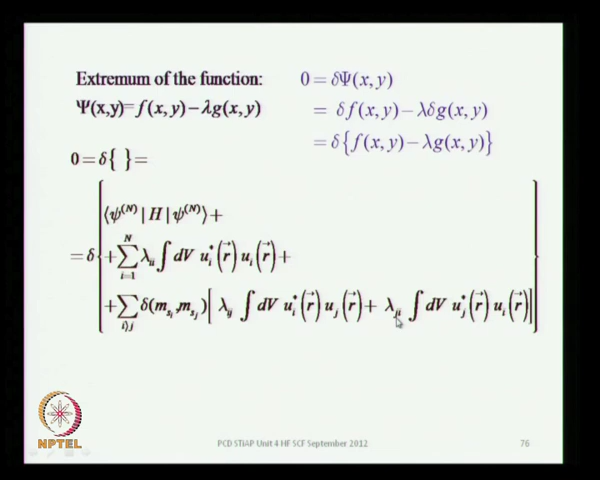 Extremum of the function:
Ψ(x,y)=f(x,y)−λg(x,y)
0 = δΨ(x,y)
= δf(x,y)−λδg(x,y)
= δ{f(x,y)−λg(x,y)}
0=δ{ }=
=δ{⟨ψ^(N)|H|ψ^(N)⟩+
+∑_{i=1}^{N} λ_ii ∫dV u_i^*(r⃗)u_i(r⃗)+
+∑_{i⟩j} δ(m_{s_i},m_{s_j})[λ_ij ∫dV u_i^*(r⃗)u_j(r⃗)+ λ_ji ∫dV u_j^*(r⃗)u_i(r⃗)]}
NPTEL
PCD STIAP Unit 4 HF SCF September 2012
76